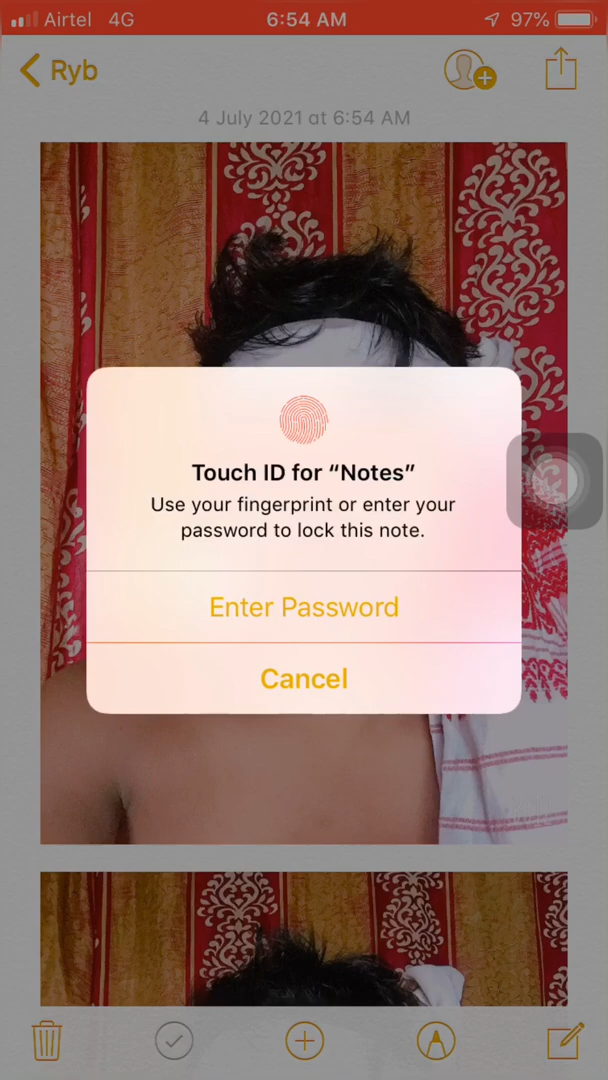 Airtel 4G 6:54 AM 97%
Ryb
4 July 2021 at 6:54 AM
Touch ID for “Notes”
Use your fingerprint or enter your
password to lock this note.
Enter Password
Cancel